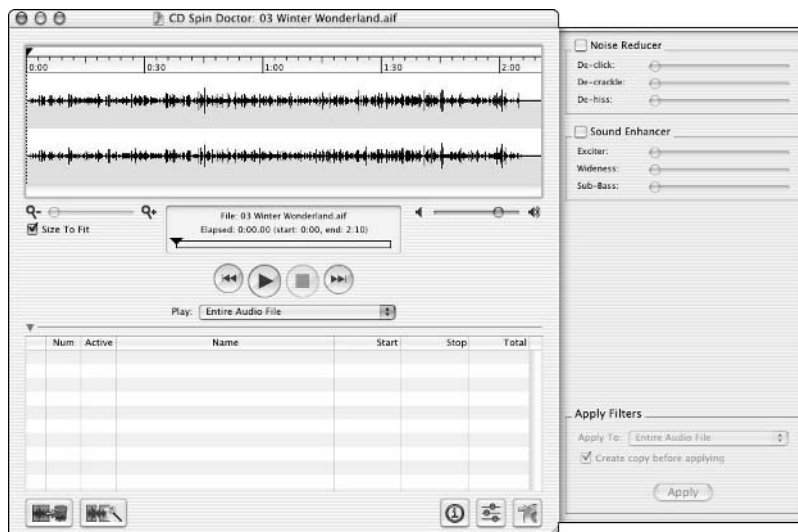 CD Spin Doctor: 03 Winter Wonderland.aif
0:00 0:30 1:00 1:30 2:00
Size To Fit
File: 03 Winter Wonderland.aif
Elapsed: 0:00.00 (start: 0:00, end: 2:10)
Play: Entire Audio File
Num Active Name Start Stop Total
Noise Reducer
De-click:
De-crackle:
De-hiss:
Sound Enhancer
Exciter:
Wideness:
Sub-Bass:
Apply Filters
Apply To: Entire Audio File
Create copy before applying
Apply